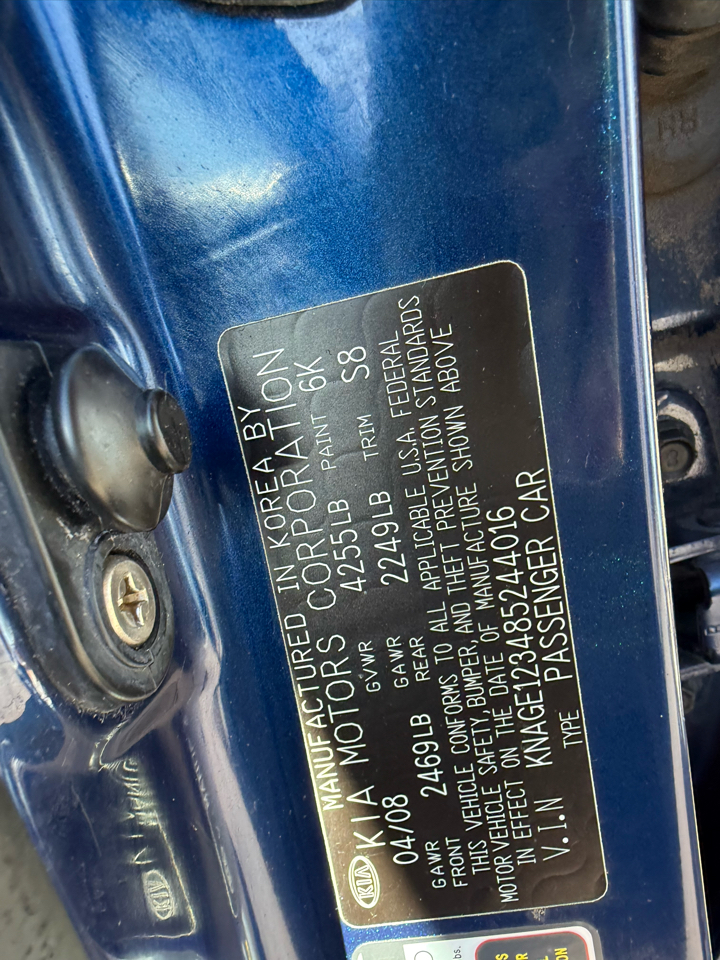 MANUFACTURED IN KOREA BY
KIA KIA MOTORS CORPORATION
04/08 GVWR 4255LB PAINT 6K
GAWR FRONT 2469LB GAWR REAR 2249LB TRIM S8
THIS VEHICLE CONFORMS TO ALL APPLICABLE U.S.A. FEDERAL
MOTOR VEHICLE SAFETY, BUMPER, AND THEFT PREVENTION STANDARDS
IN EFFECT ON THE DATE OF MANUFACTURE SHOWN ABOVE
V.I.N KNAGE123485244016
TYPE PASSENGER CAR